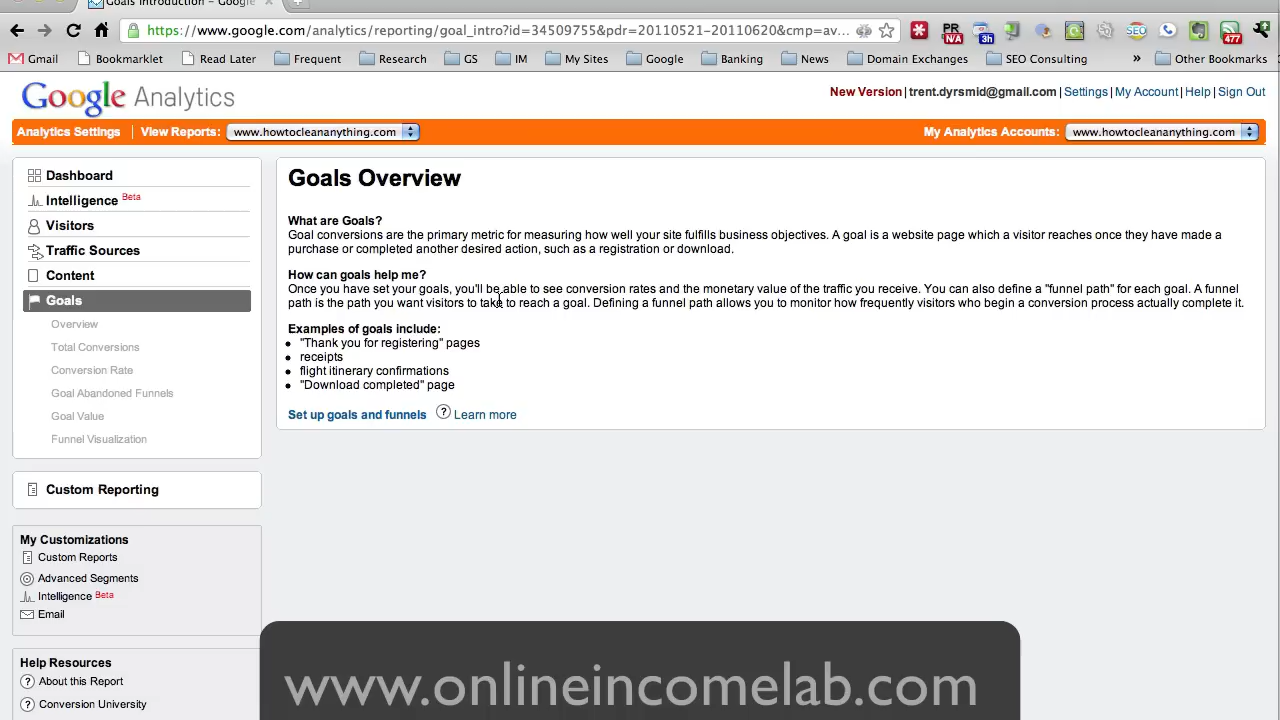 Goals Introduction – Google
https://www.google.com/analytics/reporting/goal_intro?id=34509755&pdr=20110521-20110620&cmp=av...
PR N/A
3h
SEO
477
Gmail Bookmarklet Read Later Frequent Research GS IM My Sites Google Banking News Domain Exchanges SEO Consulting » Other Bookmarks
Google Analytics
New Version | trent.dyrsmid@gmail.com | Settings | My Account | Help | Sign Out
Analytics Settings | View Reports: www.howtocleananything.com My Analytics Accounts: www.howtocleananything.com
Dashboard
Intelligence Beta
Visitors
Traffic Sources
Content
Goals
Overview
Total Conversions
Conversion Rate
Goal Abandoned Funnels
Goal Value
Funnel Visualization
Custom Reporting
My Customizations
Custom Reports
Advanced Segments
Intelligence Beta
Email
Help Resources
? About this Report
? Conversion University
Goals Overview
What are Goals?
Goal conversions are the primary metric for measuring how well your site fulfills business objectives. A goal is a website page which a visitor reaches once they have made a
purchase or completed another desired action, such as a registration or download.
How can goals help me?
Once you have set your goals, you'll be able to see conversion rates and the monetary value of the traffic you receive. You can also define a "funnel path" for each goal. A funnel
path is the path you want visitors to take to reach a goal. Defining a funnel path allows you to monitor how frequently visitors who begin a conversion process actually complete it.
Examples of goals include:
• "Thank you for registering" pages
• receipts
• flight itinerary confirmations
• "Download completed" page
Set up goals and funnels ? Learn more
www.onlineincomelab.com